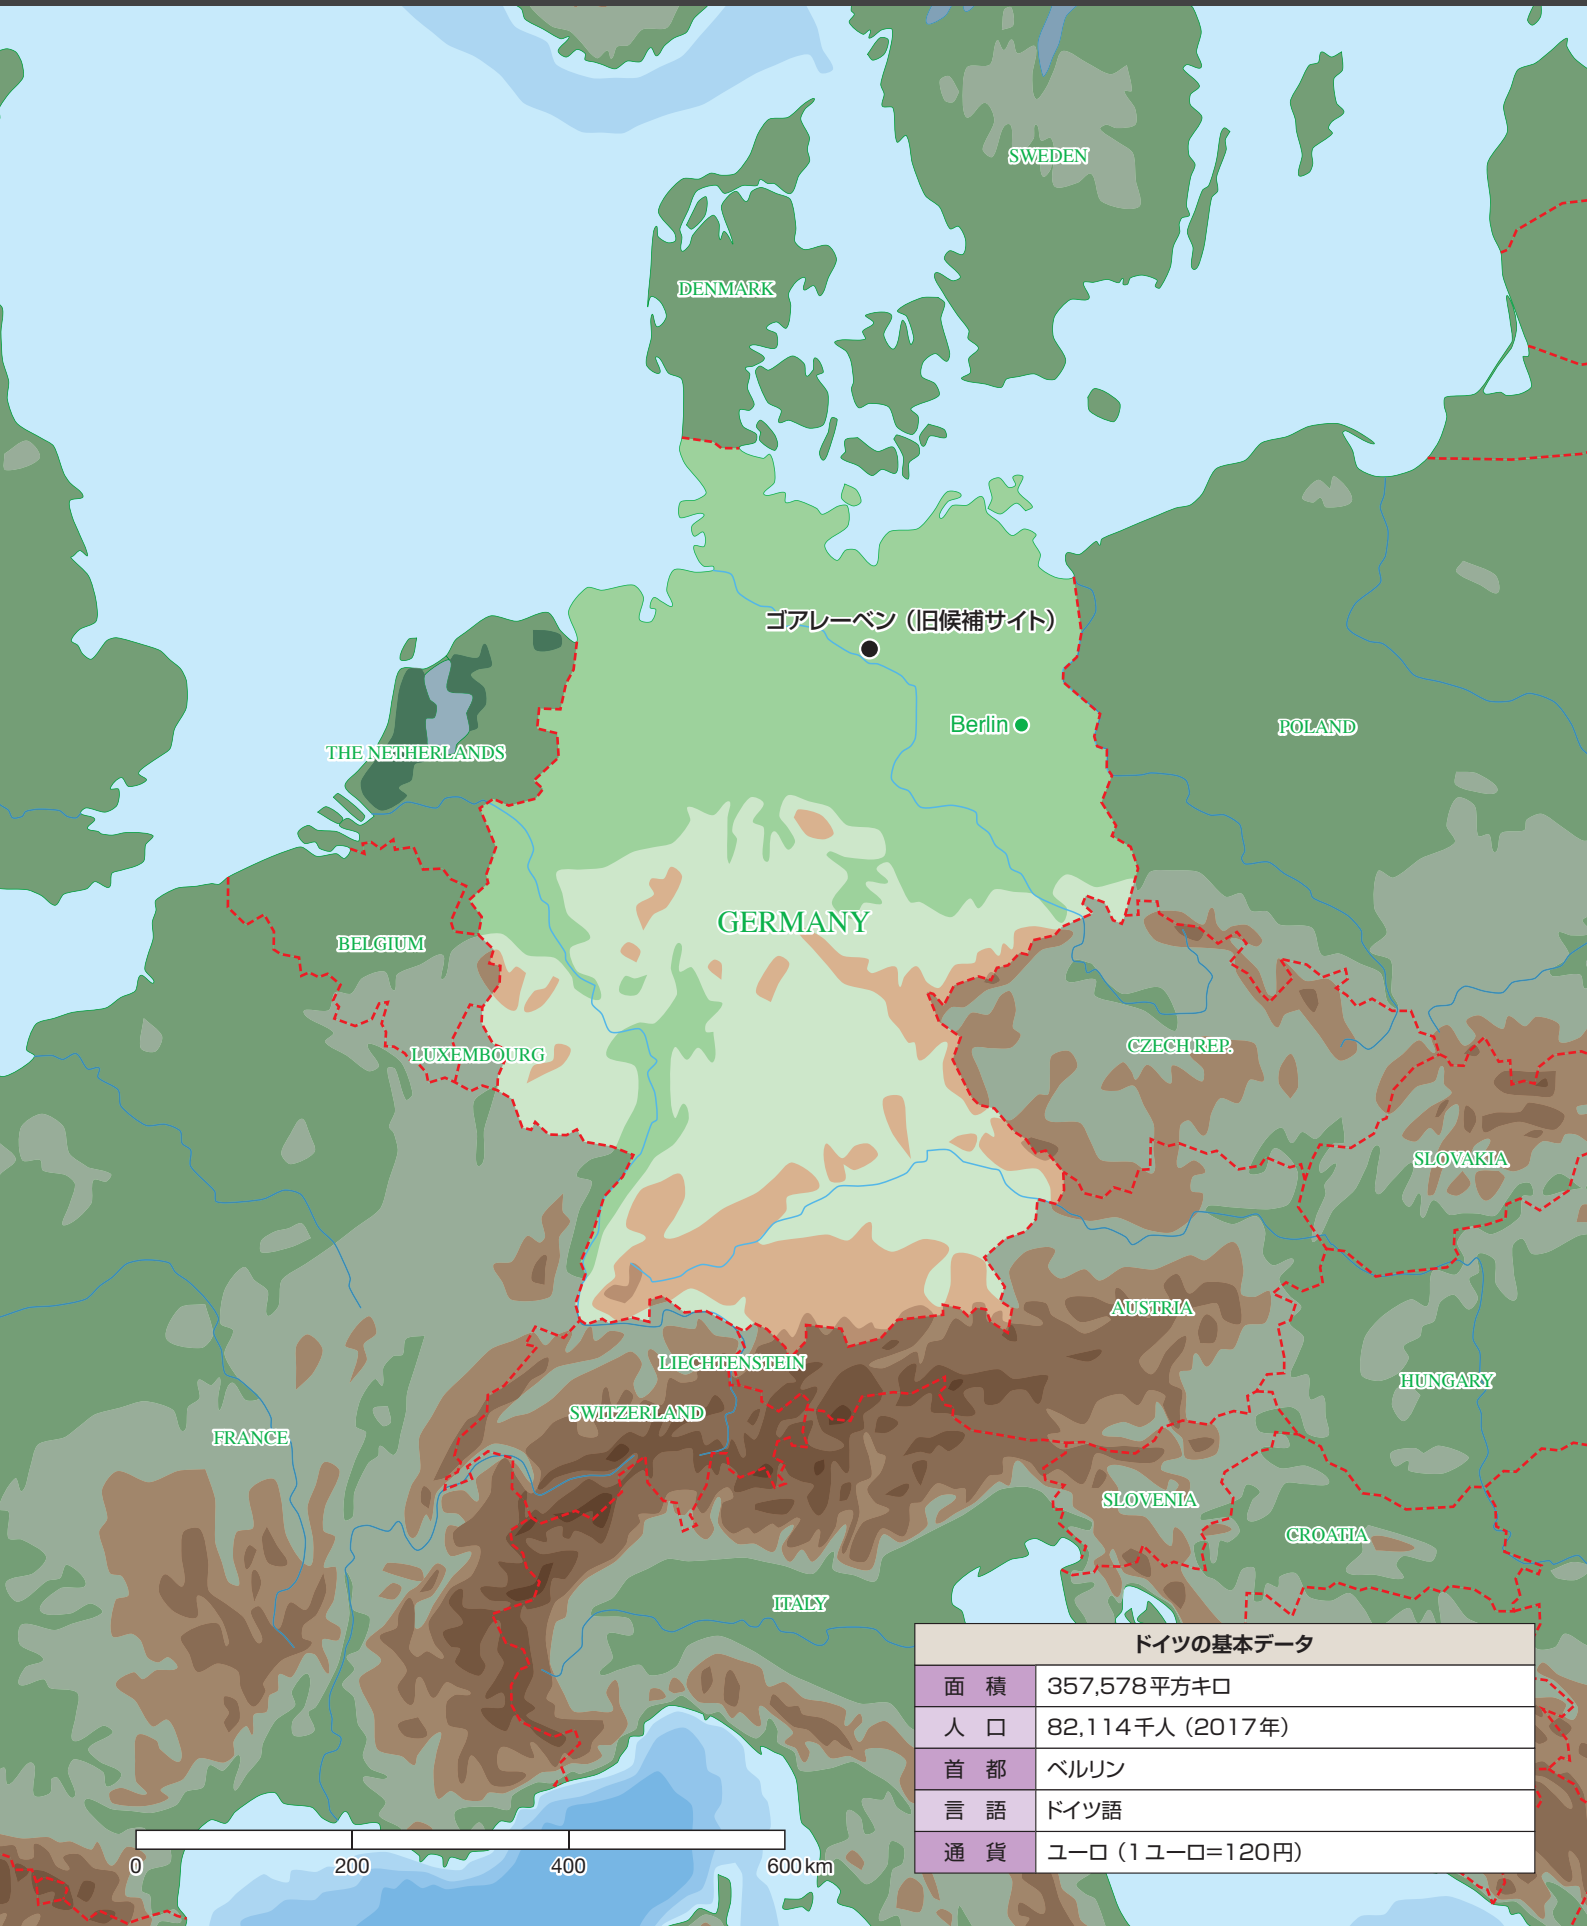 SWEDEN
DENMARK
ゴアレーベン（旧候補サイト）
Berlin
POLAND
THE NETHERLANDS
GERMANY
BELGIUM
CZECH REP.
LUXEMBOURG
SLOVAKIA
AUSTRIA
LIECHTENSTEIN
HUNGARY
SWITZERLAND
FRANCE
SLOVENIA
CROATIA
ITALY
ドイツの基本データ
面　積 357,578平方キロ
人　口 82,114千人（2017年）
首　都 ベルリン
言　語 ドイツ語
通　貨 ユーロ（1ユーロ=120円）
0 200 400 600km